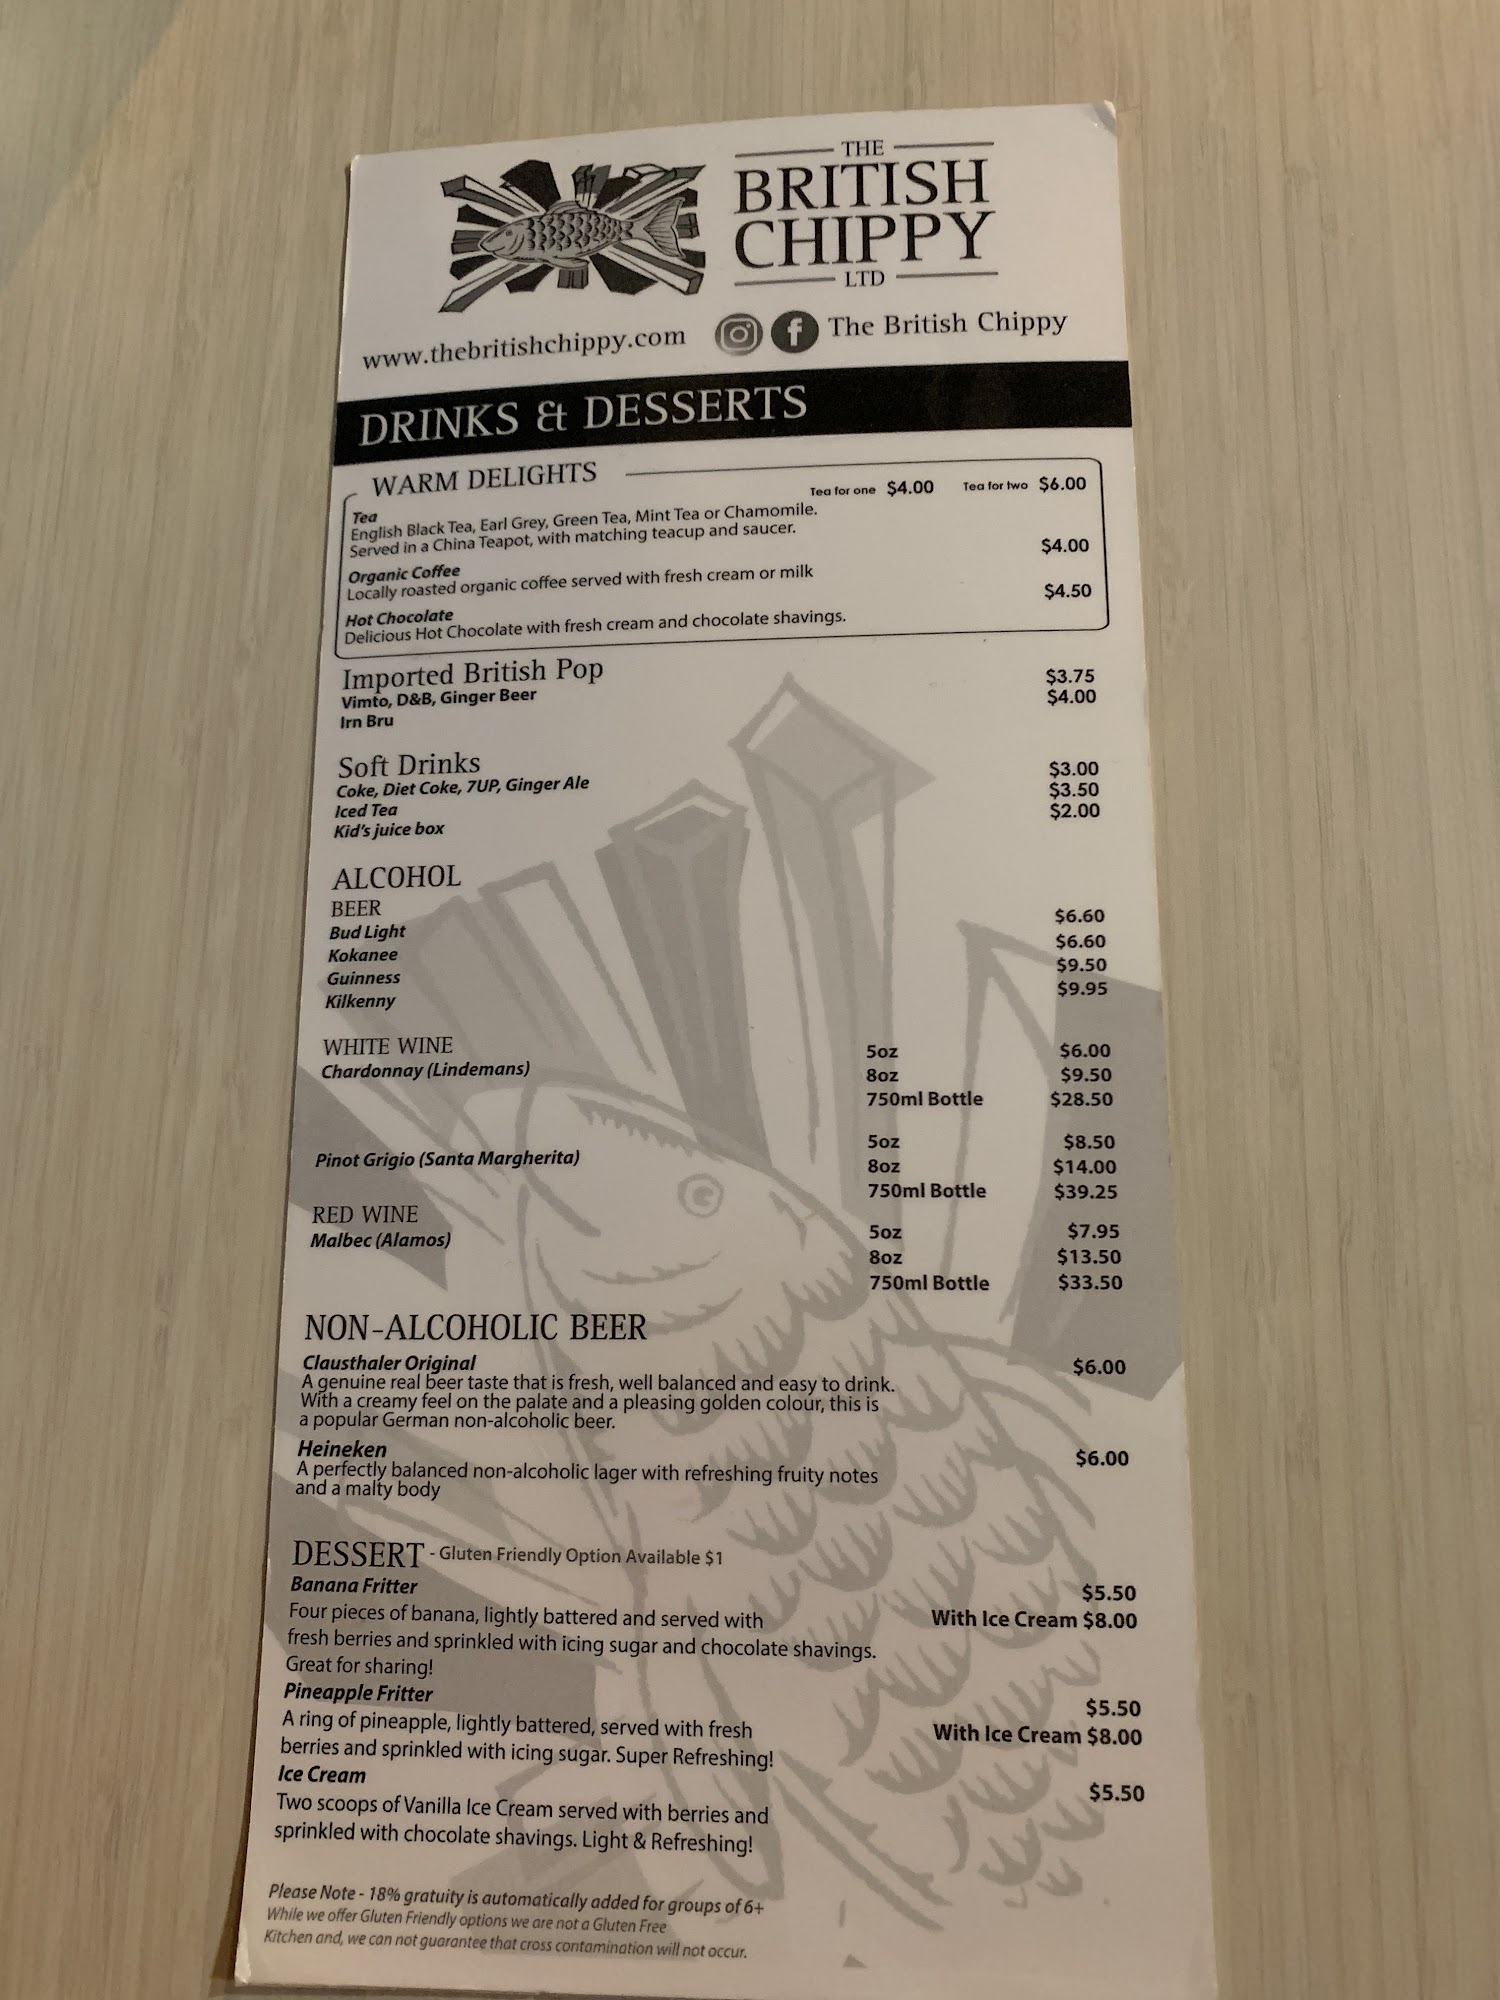 THE
BRITISH
CHIPPY
LTD
www.thebritishchippy.com The British Chippy
DRINKS & DESSERTS
WARM DELIGHTS
Tea Tea for one $4.00 Tea for two $6.00
English Black Tea, Earl Grey, Green Tea, Mint Tea or Chamomile.
Served in a China Teapot, with matching teacup and saucer.
Organic Coffee $4.00
Locally roasted organic coffee served with fresh cream or milk
Hot Chocolate $4.50
Delicious Hot Chocolate with fresh cream and chocolate shavings.
Imported British Pop
Vimto, D&B, Ginger Beer $3.75
Irn Bru $4.00
Soft Drinks
Coke, Diet Coke, 7UP, Ginger Ale $3.00
Iced Tea $3.50
Kid's juice box $2.00
ALCOHOL
BEER
Bud Light $6.60
Kokanee $6.60
Guinness $9.50
Kilkenny $9.95
WHITE WINE
Chardonnay (Lindemans) 5oz $6.00
8oz $9.50
750ml Bottle $28.50
Pinot Grigio (Santa Margherita) 5oz $8.50
8oz $14.00
750ml Bottle $39.25
RED WINE
Malbec (Alamos) 5oz $7.95
8oz $13.50
750ml Bottle $33.50
NON-ALCOHOLIC BEER
Clausthaler Original $6.00
A genuine real beer taste that is fresh, well balanced and easy to drink.
With a creamy feel on the palate and a pleasing golden colour, this is
a popular German non-alcoholic beer.
Heineken $6.00
A perfectly balanced non-alcoholic lager with refreshing fruity notes
and a malty body
DESSERT - Gluten Friendly Option Available $1
Banana Fritter $5.50
Four pieces of banana, lightly battered and served with With Ice Cream $8.00
fresh berries and sprinkled with icing sugar and chocolate shavings.
Great for sharing!
Pineapple Fritter $5.50
A ring of pineapple, lightly battered, served with fresh With Ice Cream $8.00
berries and sprinkled with icing sugar. Super Refreshing!
Ice Cream $5.50
Two scoops of Vanilla Ice Cream served with berries and
sprinkled with chocolate shavings. Light & Refreshing!
Please Note - 18% gratuity is automatically added for groups of 6+
While we offer Gluten Friendly options we are not a Gluten Free
Kitchen and, we can not guarantee that cross contamination will not occur.